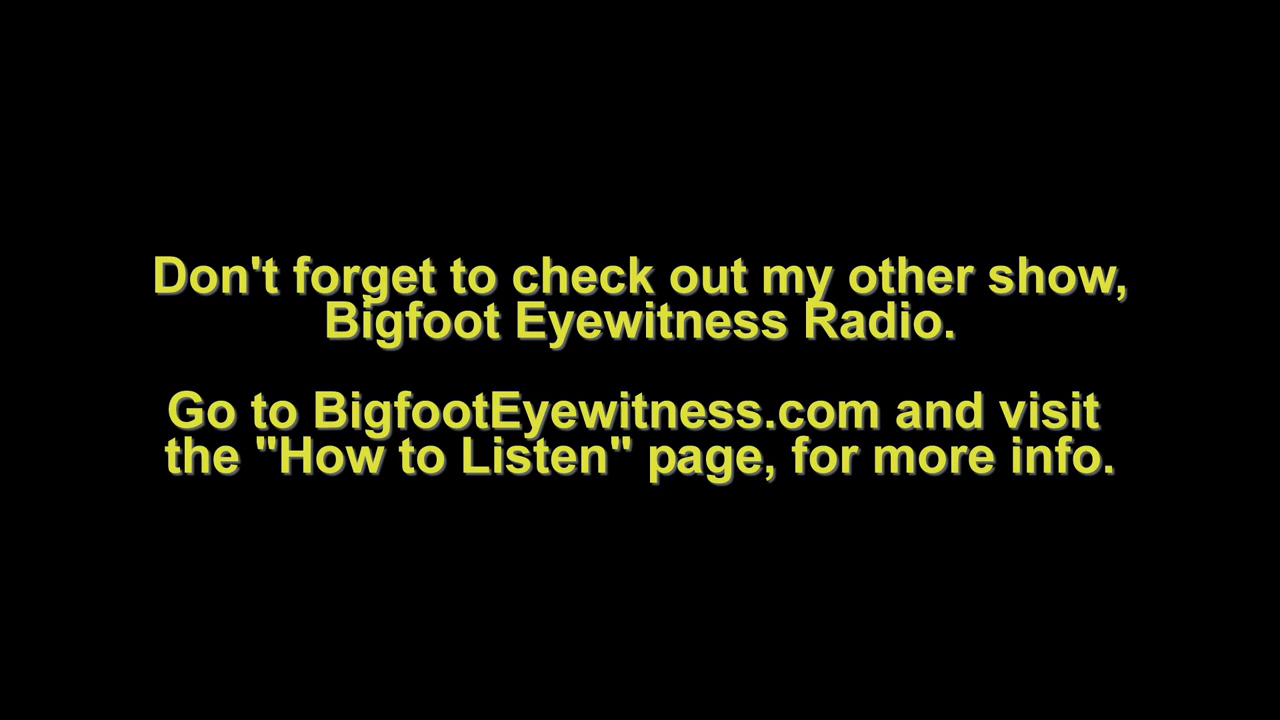 Don't forget to check out my other show,
Bigfoot Eyewitness Radio.
Go to BigfootEyewitness.com and visit
the "How to Listen" page, for more info.